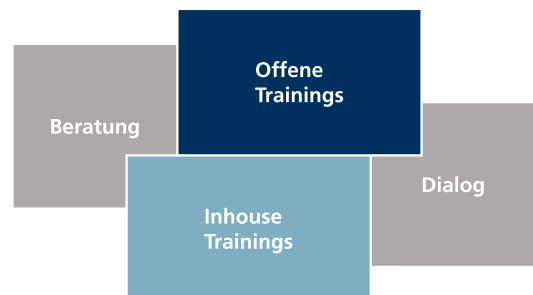 Offene
Trainings
Beratung
Dialog
Inhouse
Trainings